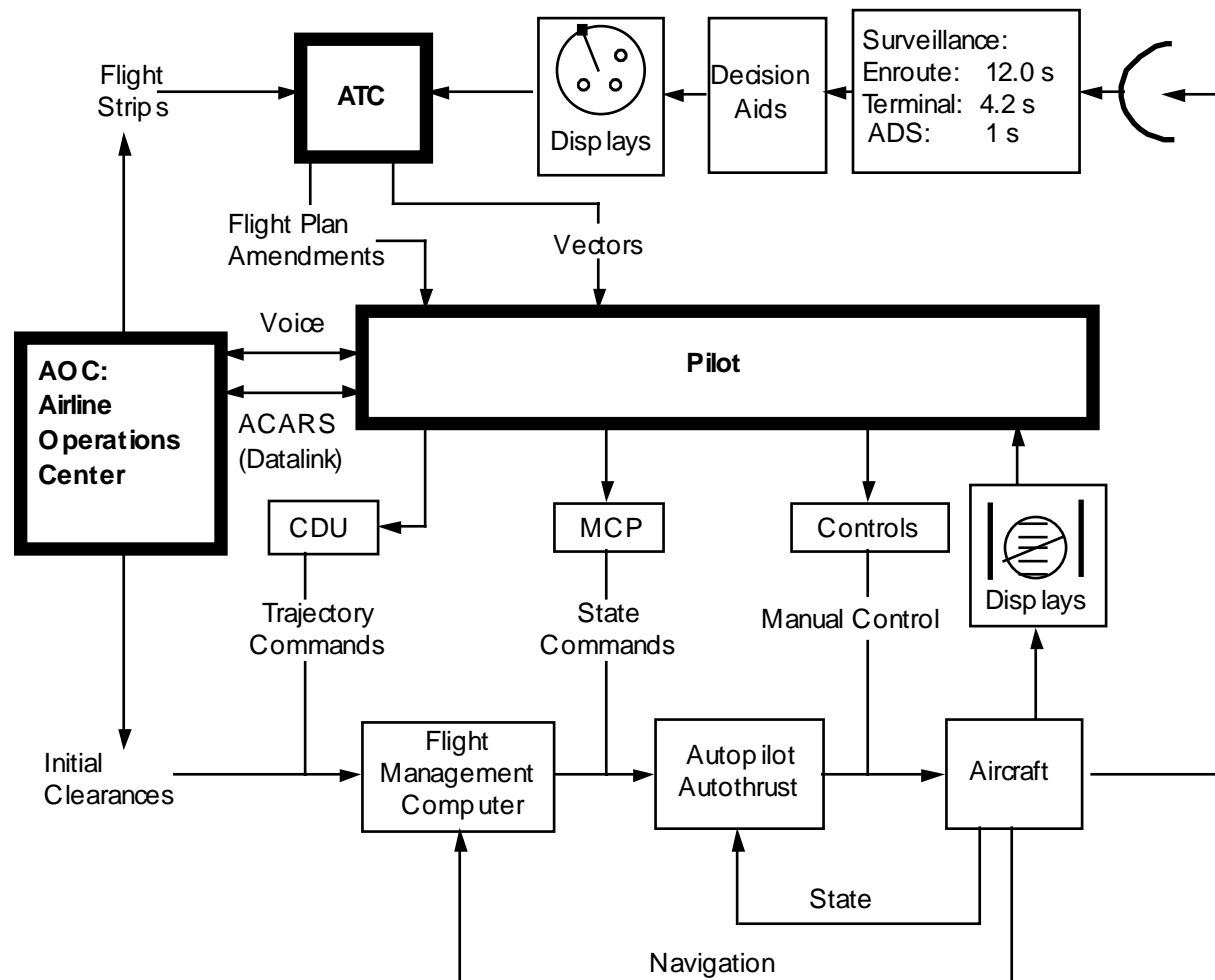 Flight
Strips
ATC
Displays
Decision
Aids
Surveillance:
Enroute: 12.0 s
Terminal: 4.2 s
ADS: 1 s
Flight Plan
Amendments
Vectors
Voice
Pilot
AOC:
Airline
Operations
Center
ACARS
(Datalink)
CDU
MCP
Controls
Displays
Trajectory
Commands
State
Commands
Manual Control
Initial
Clearances
Flight
Management
Computer
Autopilot
Autothrust
Aircraft
State
Navigation